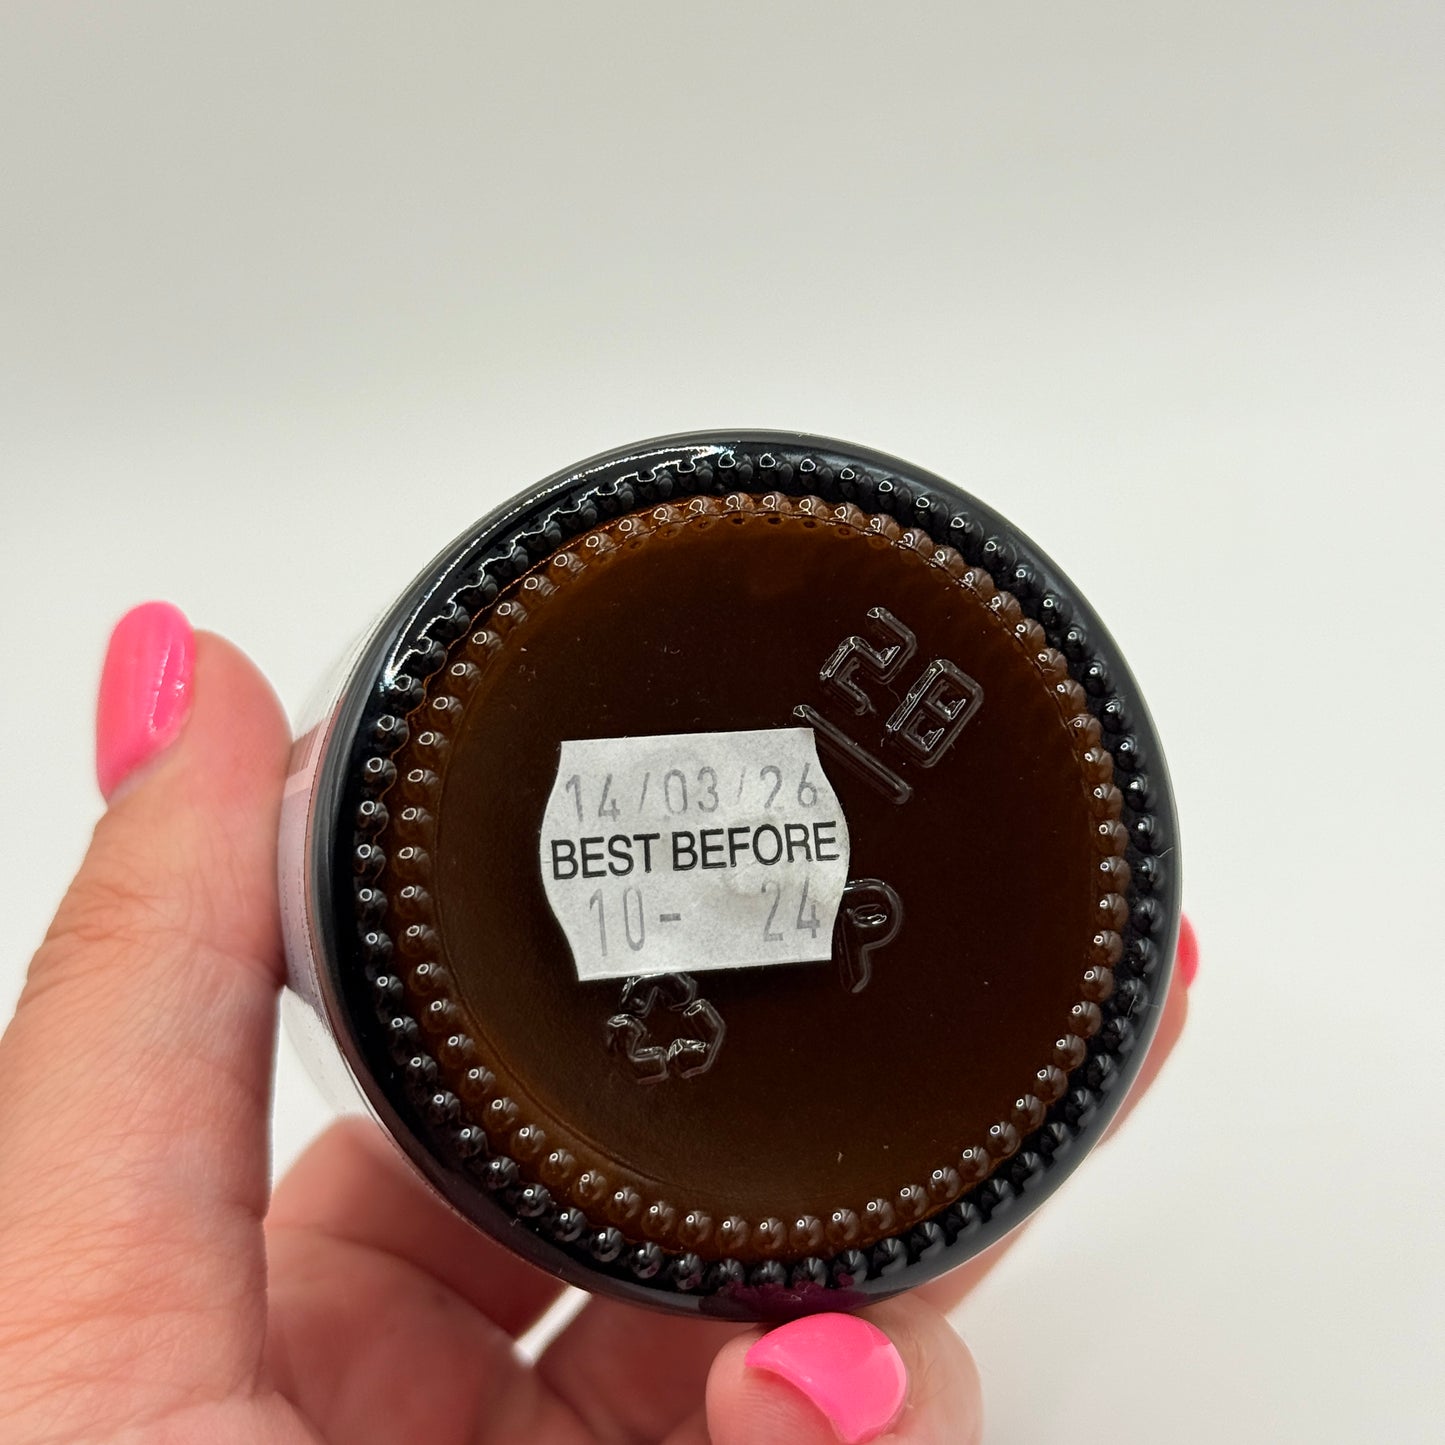 14/03/26
BEST BEFORE
10- 24
P